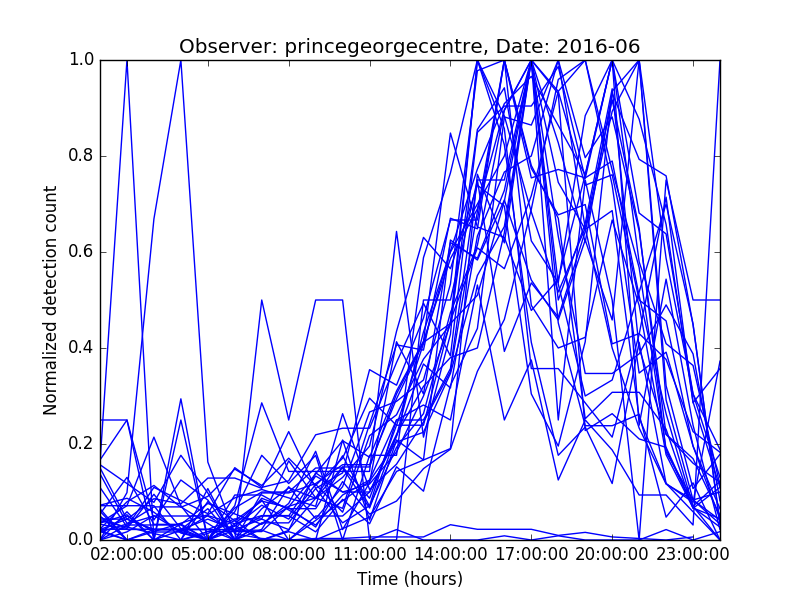 Observer: princegeorgecentre, Date: 2016-06
1.0
0.8
0.6
0.4
0.2
0.0
Normalized detection count
02:00:00 05:00:00 08:00:00 11:00:00 14:00:00 17:00:00 20:00:00 23:00:00
Time (hours)